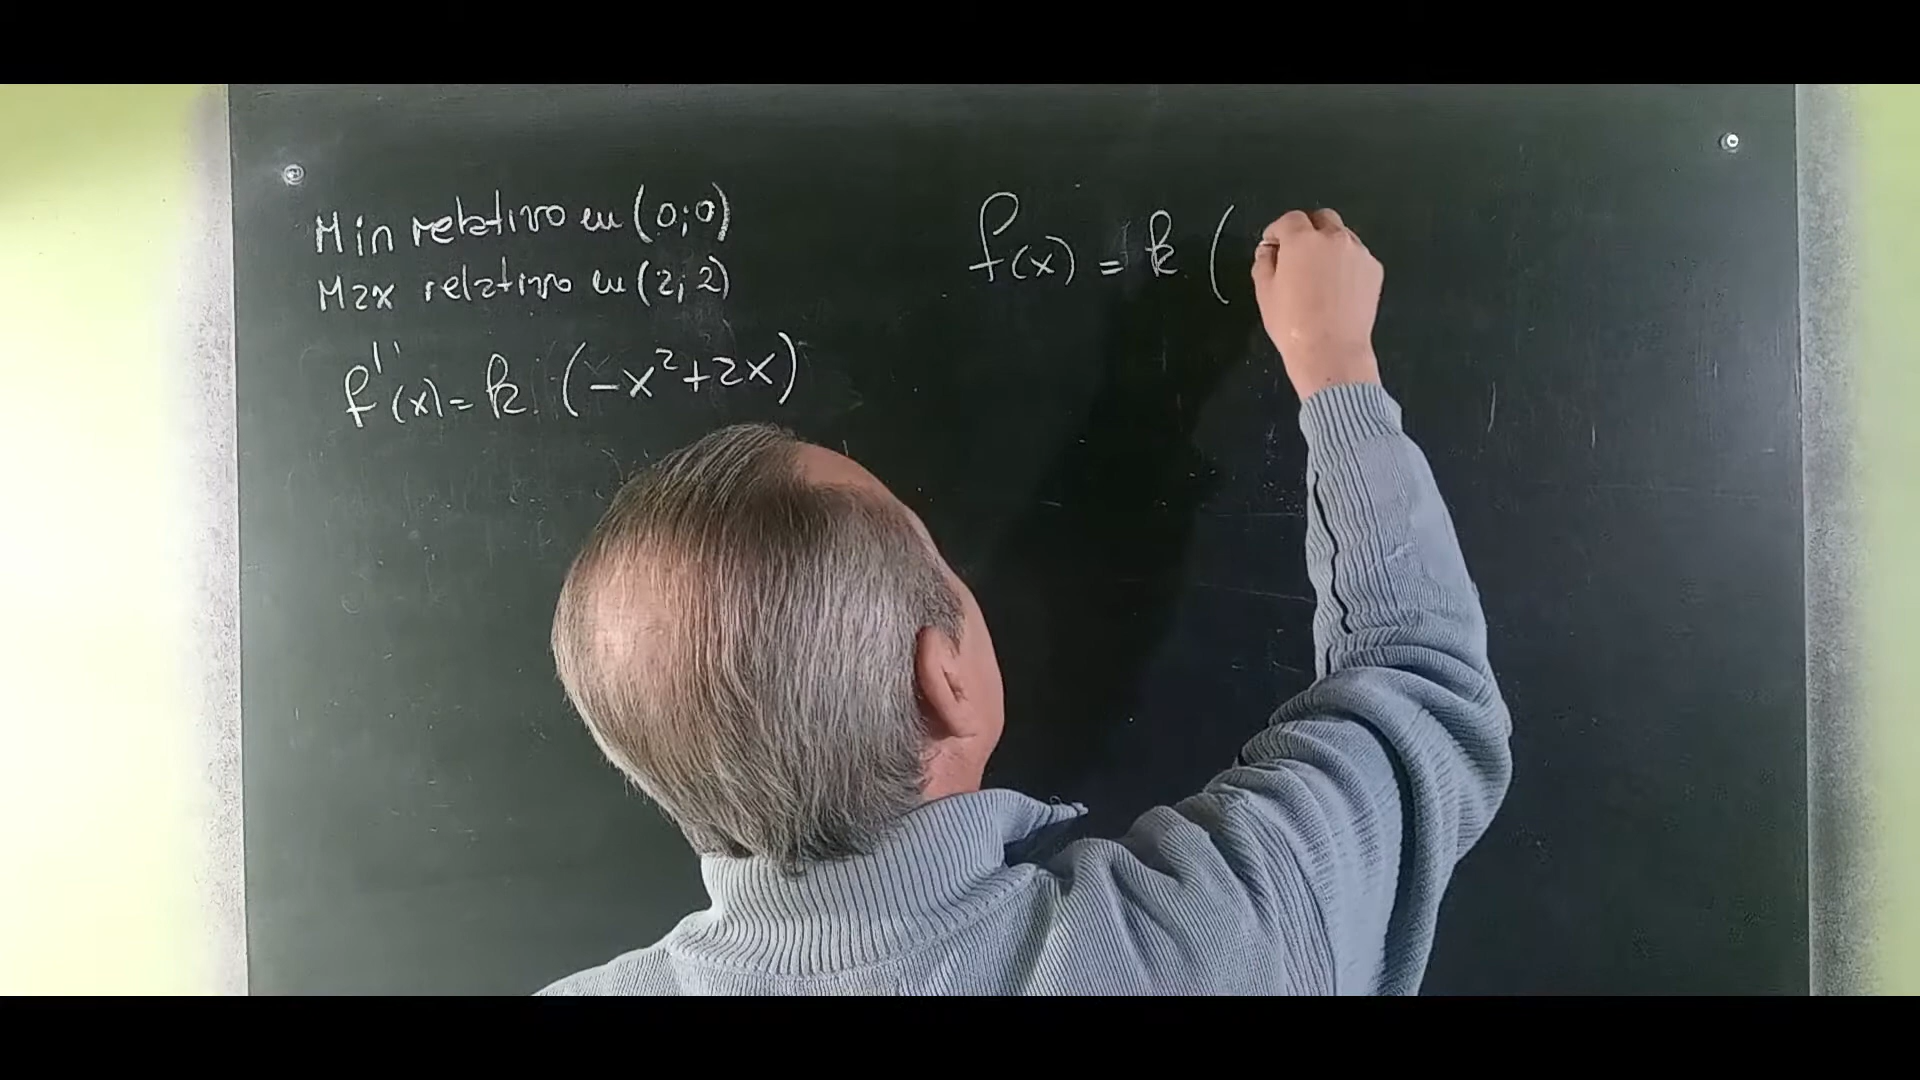 Min relativo en (0;0)
Max relativo en (2;2)
f'(x) = k. (-x²+2x)
f(x) = k. (